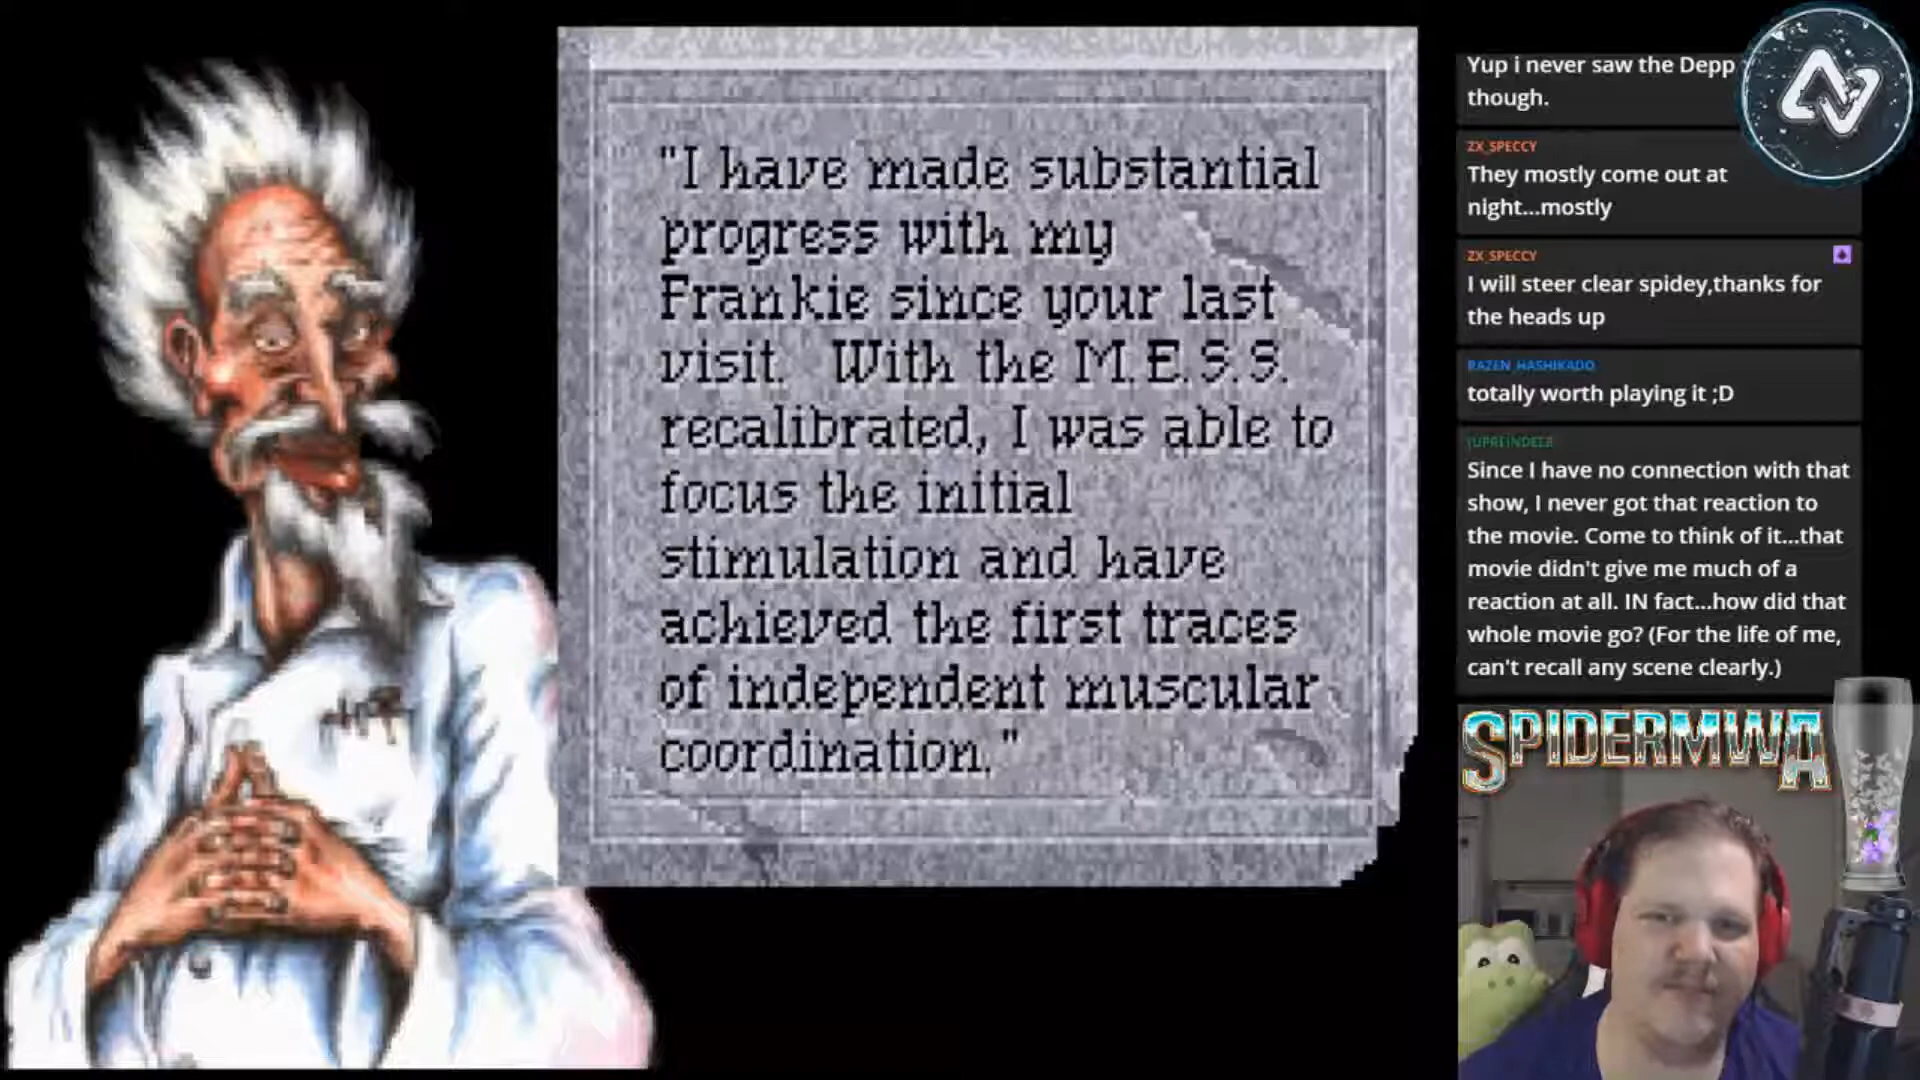 "I have made substantial
progress with my
Frankie since your last
visit.  With the M.E.S.S.
recalibrated, I was able to
focus the initial
stimulation and have
achieved the first traces
of independent muscular
coordination."
Yup i never saw the Depp
though.
ZX_SPECCY
They mostly come out at
night...mostly
ZX_SPECCY
I will steer clear spidey,thanks for
the heads up
RAZEN_HASHIKADO
totally worth playing it ;D
Since I have no connection with that
show, I never got that reaction to
the movie. Come to think of it...that
movie didn't give me much of a
reaction at all. IN fact...how did that
whole movie go? (For the life of me,
can't recall any scene clearly.)
SPIDERMWA